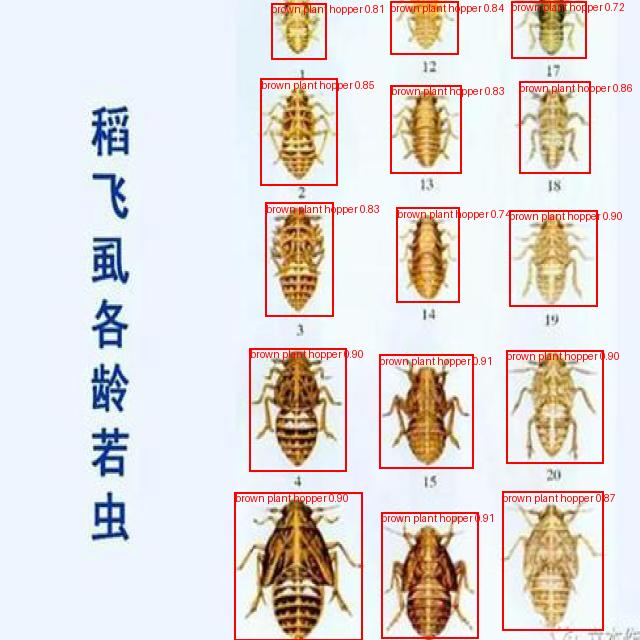 稻飞虱各龄若虫
brown plant hopper 0.81
brown plant hopper 0.84
brown plant hopper 0.72
1
12
17
brown plant hopper 0.85
brown plant hopper 0.83
brown plant hopper 0.86
2
13
18
brown plant hopper 0.83
brown plant hopper 0.74
brown plant hopper 0.90
3
14
19
brown plant hopper 0.90
brown plant hopper 0.91
brown plant hopper 0.90
4
15
20
brown plant hopper 0.90
brown plant hopper 0.91
brown plant hopper 0.87